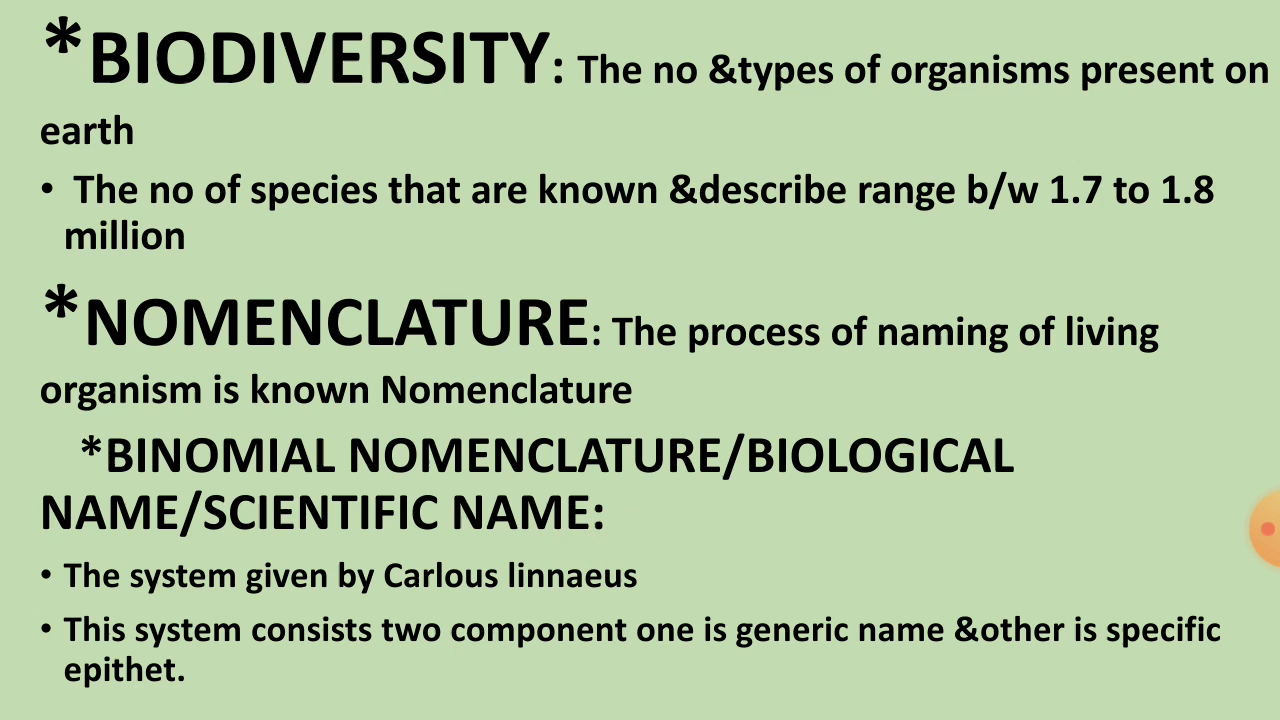 *BIODIVERSITY: The no &types of organisms present on
earth
• The no of species that are known &describe range b/w 1.7 to 1.8
million
*NOMENCLATURE: The process of naming of living
organism is known Nomenclature
*BINOMIAL NOMENCLATURE/BIOLOGICAL
NAME/SCIENTIFIC NAME:
• The system given by Carlous linnaeus
• This system consists two component one is generic name &other is specific
epithet.